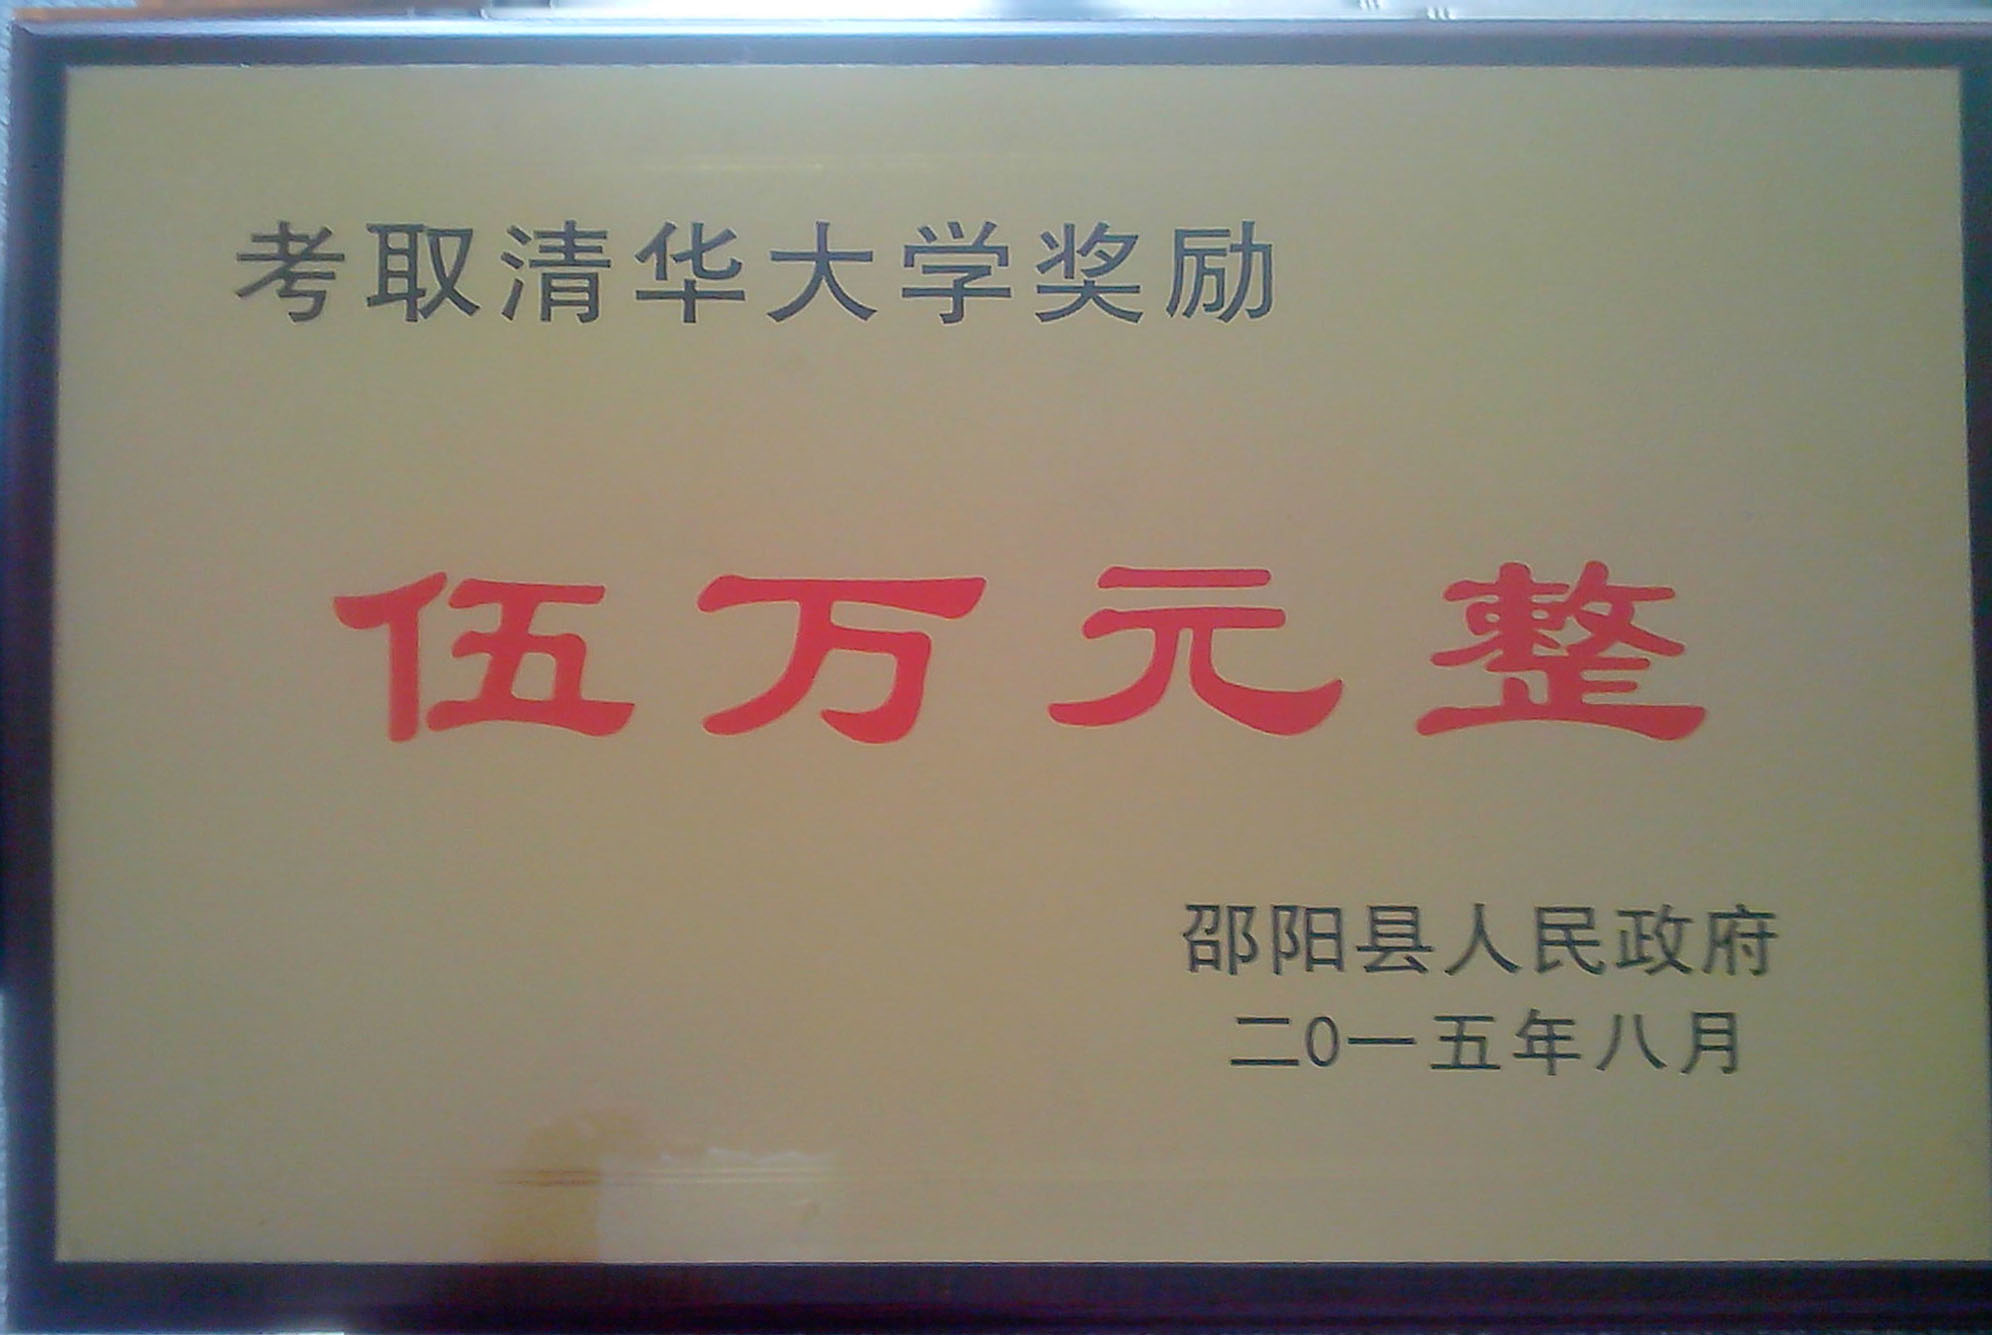 考取清华大学奖励
伍万元整
邵阳县人民政府
二0一五年八月